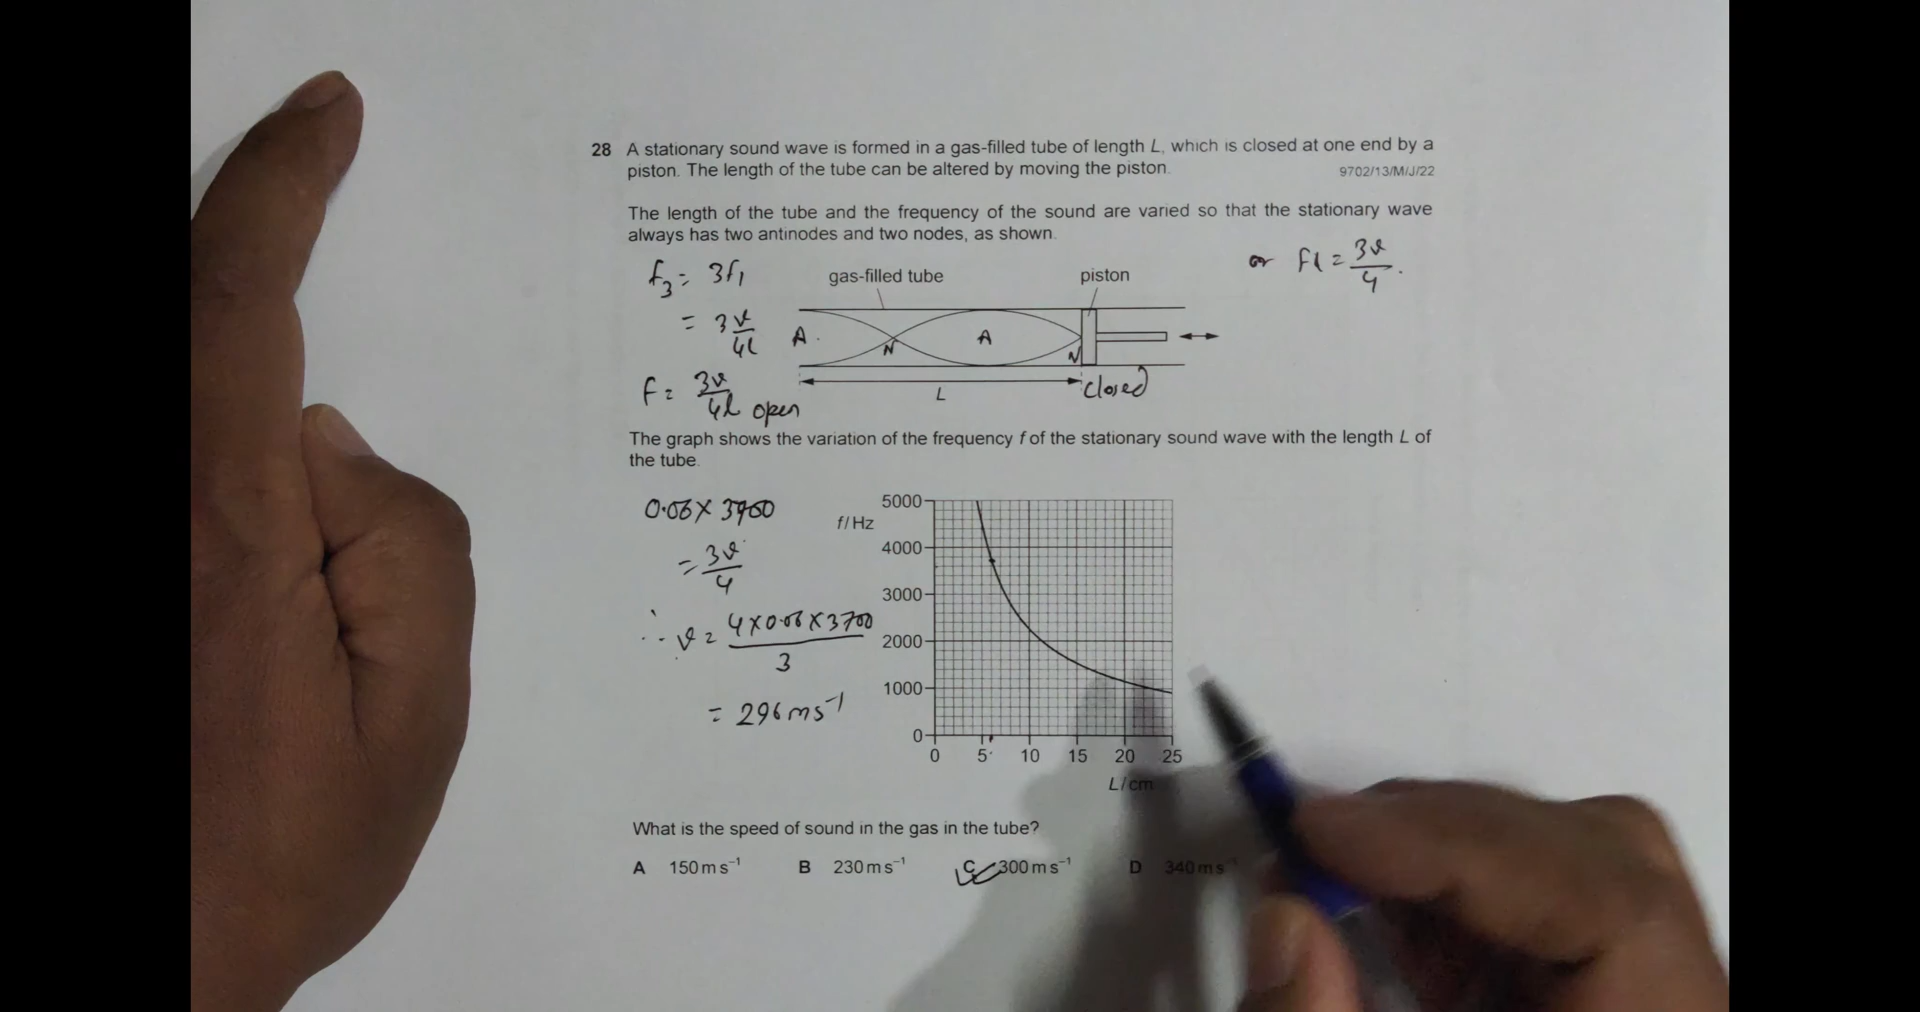 28 A stationary sound wave is formed in a gas-filled tube of length L, which is closed at one end by a
piston. The length of the tube can be altered by moving the piston.
9702/13/M/J/22
The length of the tube and the frequency of the sound are varied so that the stationary wave
always has two antinodes and two nodes, as shown.
f₃ = 3f₁
= 3v/4l
f = 3v/4l
or fl = 3v/4.
gas-filled tube
piston
A N A N
L
open
closed
The graph shows the variation of the frequency f of the stationary sound wave with the length L of
the tube.
0.06 × 3700
= 3v/4
∴ v = 4×0.06×3700/3
= 296 ms⁻¹
f/Hz
5000
4000
3000
2000
1000
0
0 5 10 15 20 25
L/cm
What is the speed of sound in the gas in the tube?
A 150 m s⁻¹ B 230 m s⁻¹ C 300 m s⁻¹ D 340 m s⁻¹